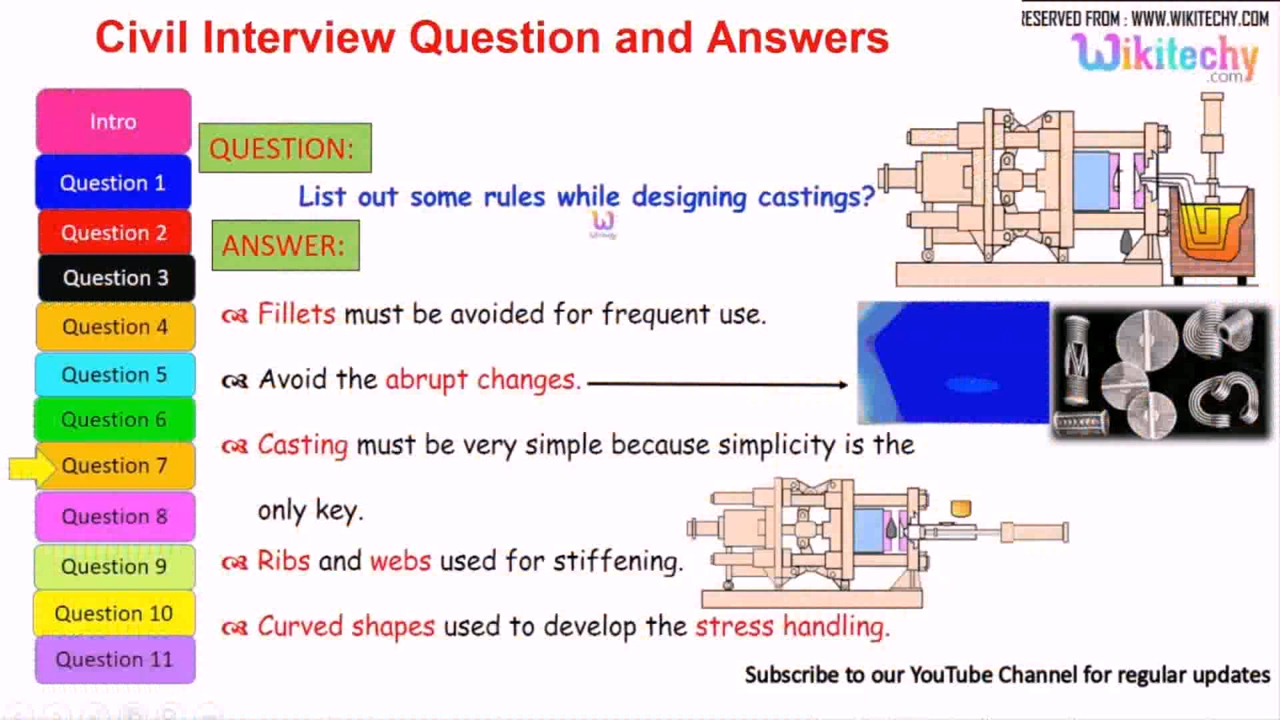 Civil Interview Question and Answers
RESERVED FROM : WWW.WIKITECHY.COM
Wikitechy
.com
Intro
Question 1
Question 2
Question 3
Question 4
Question 5
Question 6
Question 7
Question 8
Question 9
Question 10
Question 11
QUESTION:
List out some rules while designing castings?
ANSWER:
Fillets must be avoided for frequent use.
Avoid the abrupt changes.
Casting must be very simple because simplicity is the
only key.
Ribs and webs used for stiffening.
Curved shapes used to develop the stress handling.
Subscribe to our YouTube Channel for regular updates